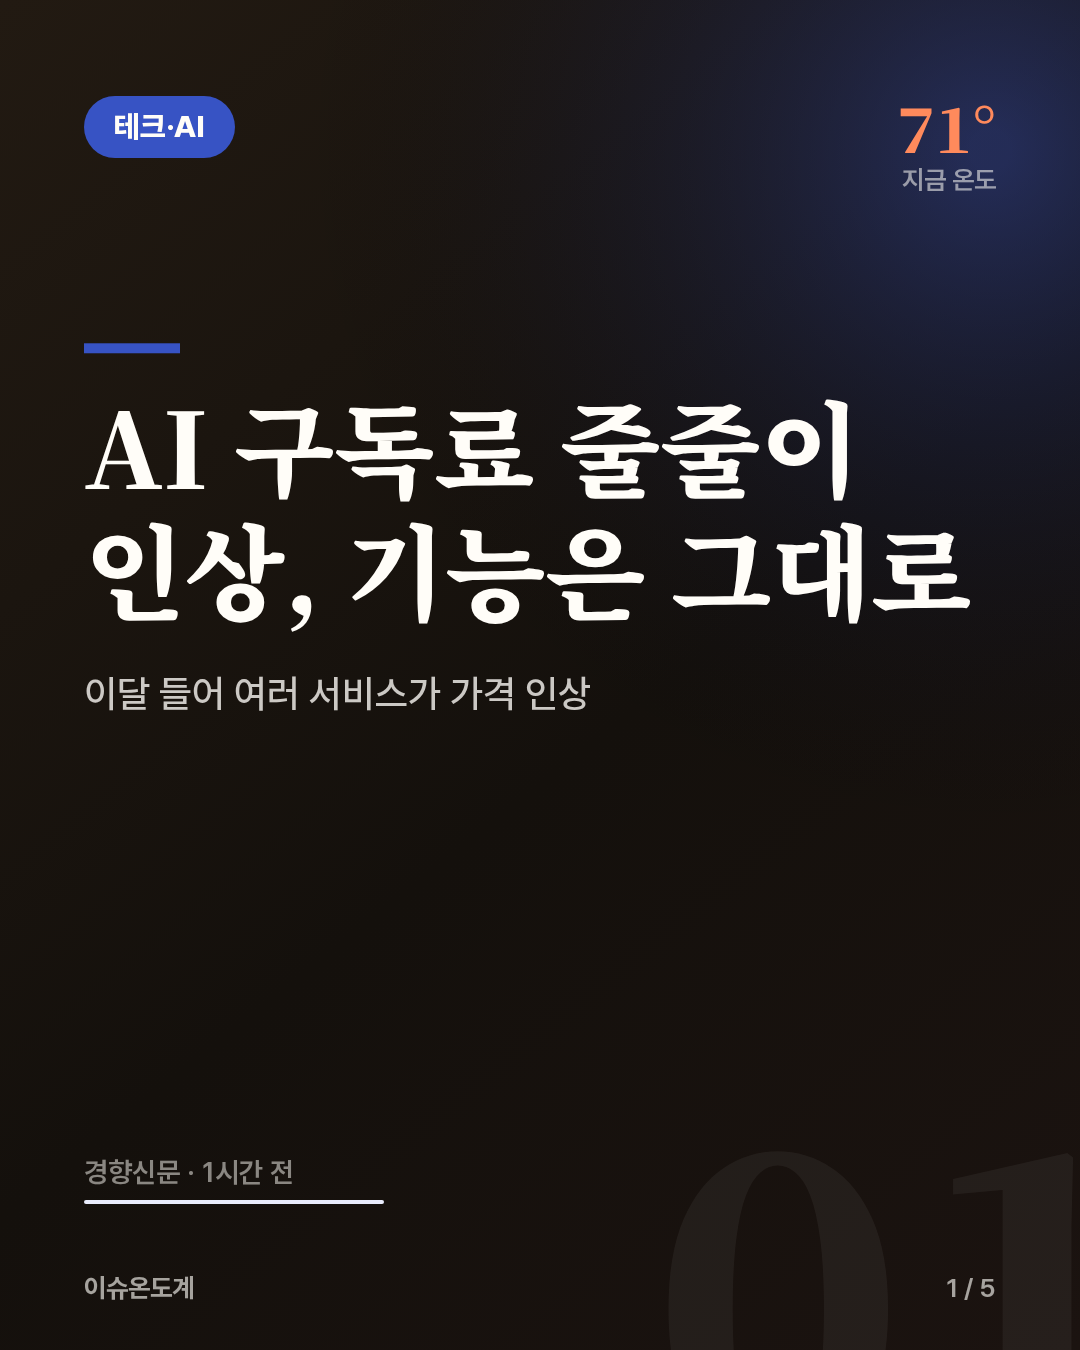 테크·AI
71°
지금 온도
AI 구독료 줄줄이
인상, 기능은 그대로
이달 들어 여러 서비스가 가격 인상
경향신문 · 1시간 전
01
이슈온도계
1 / 5